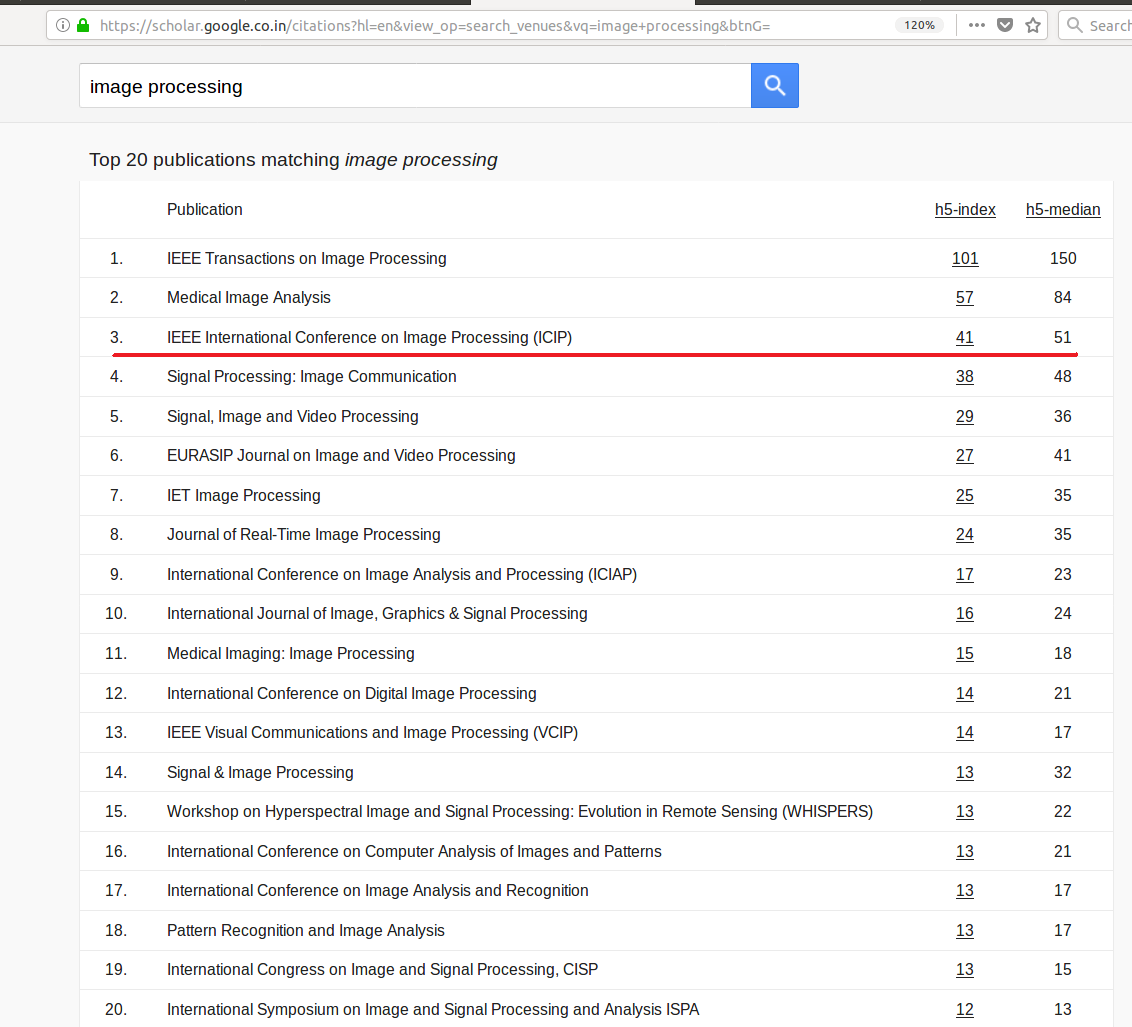 https://scholar.google.co.in/citations?hl=en&view_op=search_venues&vq=image+processing&btnG= 120% Search
image processing
Top 20 publications matching image processing
Publication h5-index h5-median
1. IEEE Transactions on Image Processing 101 150
2. Medical Image Analysis 57 84
3. IEEE International Conference on Image Processing (ICIP) 41 51
4. Signal Processing: Image Communication 38 48
5. Signal, Image and Video Processing 29 36
6. EURASIP Journal on Image and Video Processing 27 41
7. IET Image Processing 25 35
8. Journal of Real-Time Image Processing 24 35
9. International Conference on Image Analysis and Processing (ICIAP) 17 23
10. International Journal of Image, Graphics & Signal Processing 16 24
11. Medical Imaging: Image Processing 15 18
12. International Conference on Digital Image Processing 14 21
13. IEEE Visual Communications and Image Processing (VCIP) 14 17
14. Signal & Image Processing 13 32
15. Workshop on Hyperspectral Image and Signal Processing: Evolution in Remote Sensing (WHISPERS) 13 22
16. International Conference on Computer Analysis of Images and Patterns 13 21
17. International Conference on Image Analysis and Recognition 13 17
18. Pattern Recognition and Image Analysis 13 17
19. International Congress on Image and Signal Processing, CISP 13 15
20. International Symposium on Image and Signal Processing and Analysis ISPA 12 13